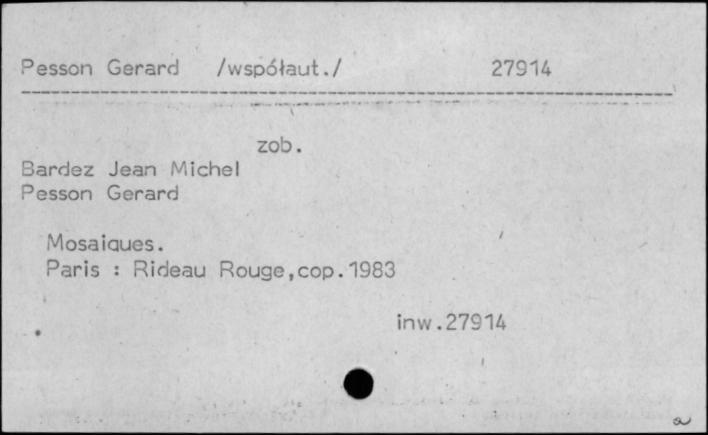 Pesson Gerard /współaut./ 27914
zob.
Bardez Jean Michel
Pesson Gerard
Mosaiques.
Paris : Rideau Rouge,cop.1983
inw.27914